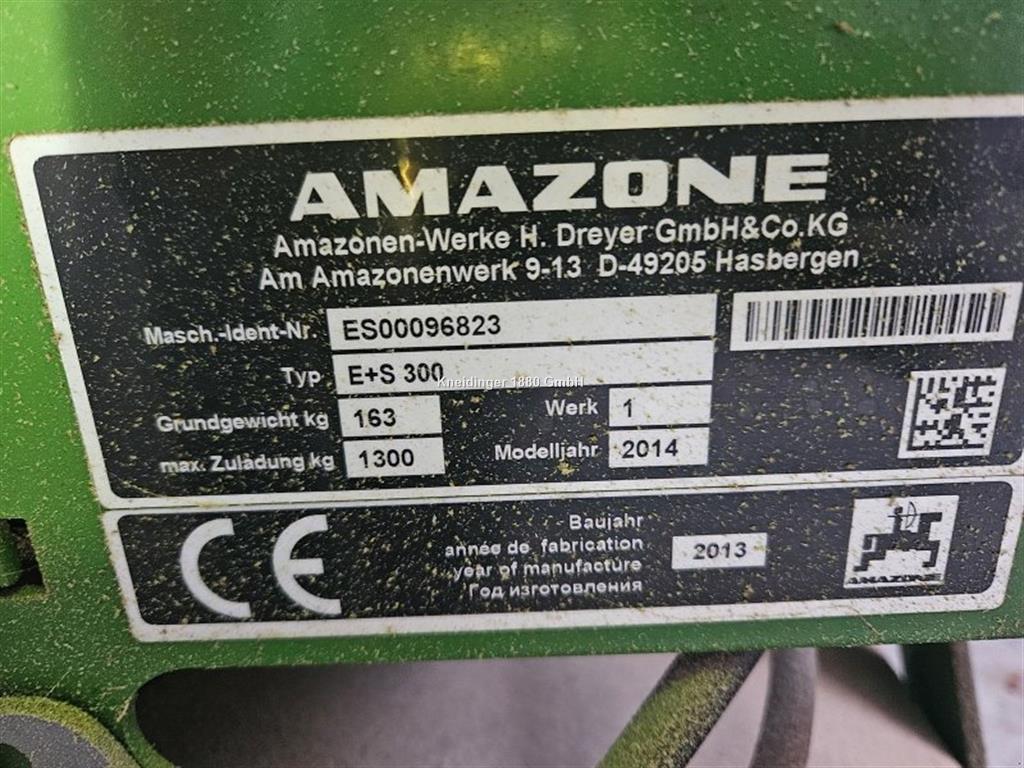 AMAZONE
Amazonen-Werke H. Dreyer GmbH&Co.KG
Am Amazonenwerk 9-13 D-49205 Hasbergen
Masch.-Ident-Nr. ES00096823
Typ E+S 300
Kneidinger 1880 GmbH
Grundgewicht kg 163 Werk 1
max. Zuladung kg 1300 Modelljahr 2014
CE
Baujahr
année de fabrication
year of manufacture
Год изготовления
2013
AMAZONE